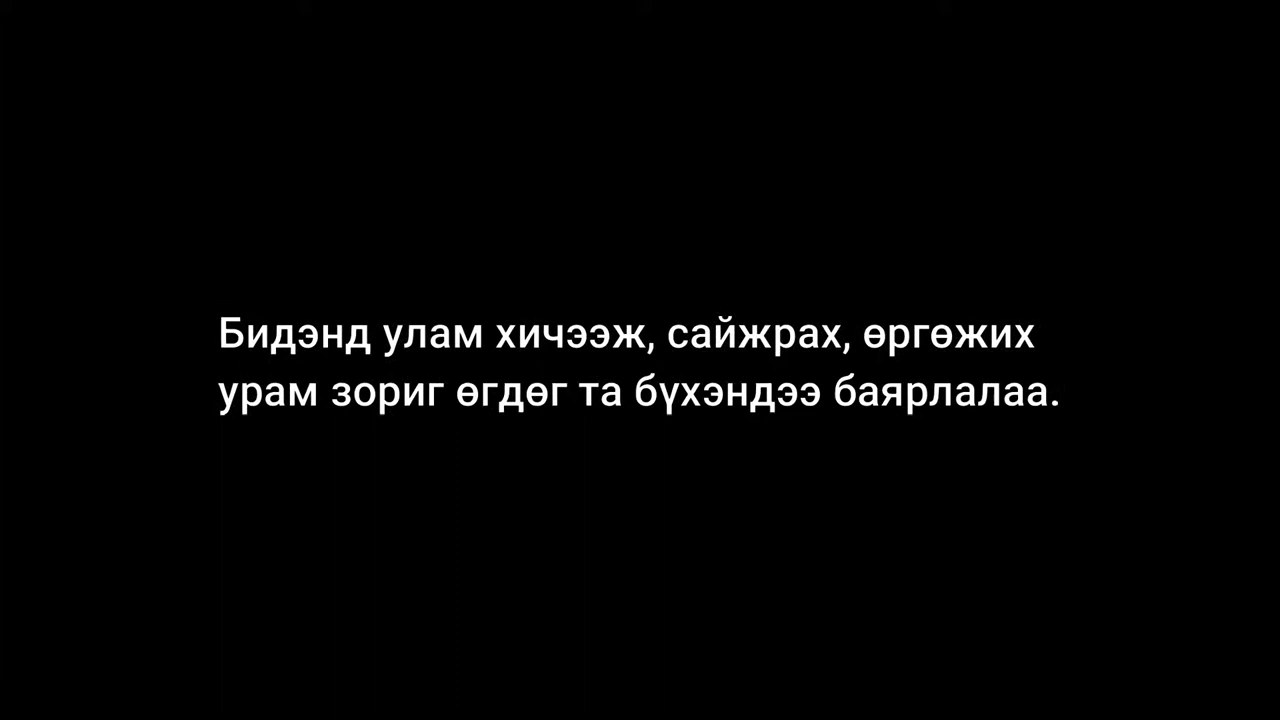 Бидэнд улам хичээж, сайжрах, өргөжих
урам зориг өгдөг та бүхэндээ баярлалаа.